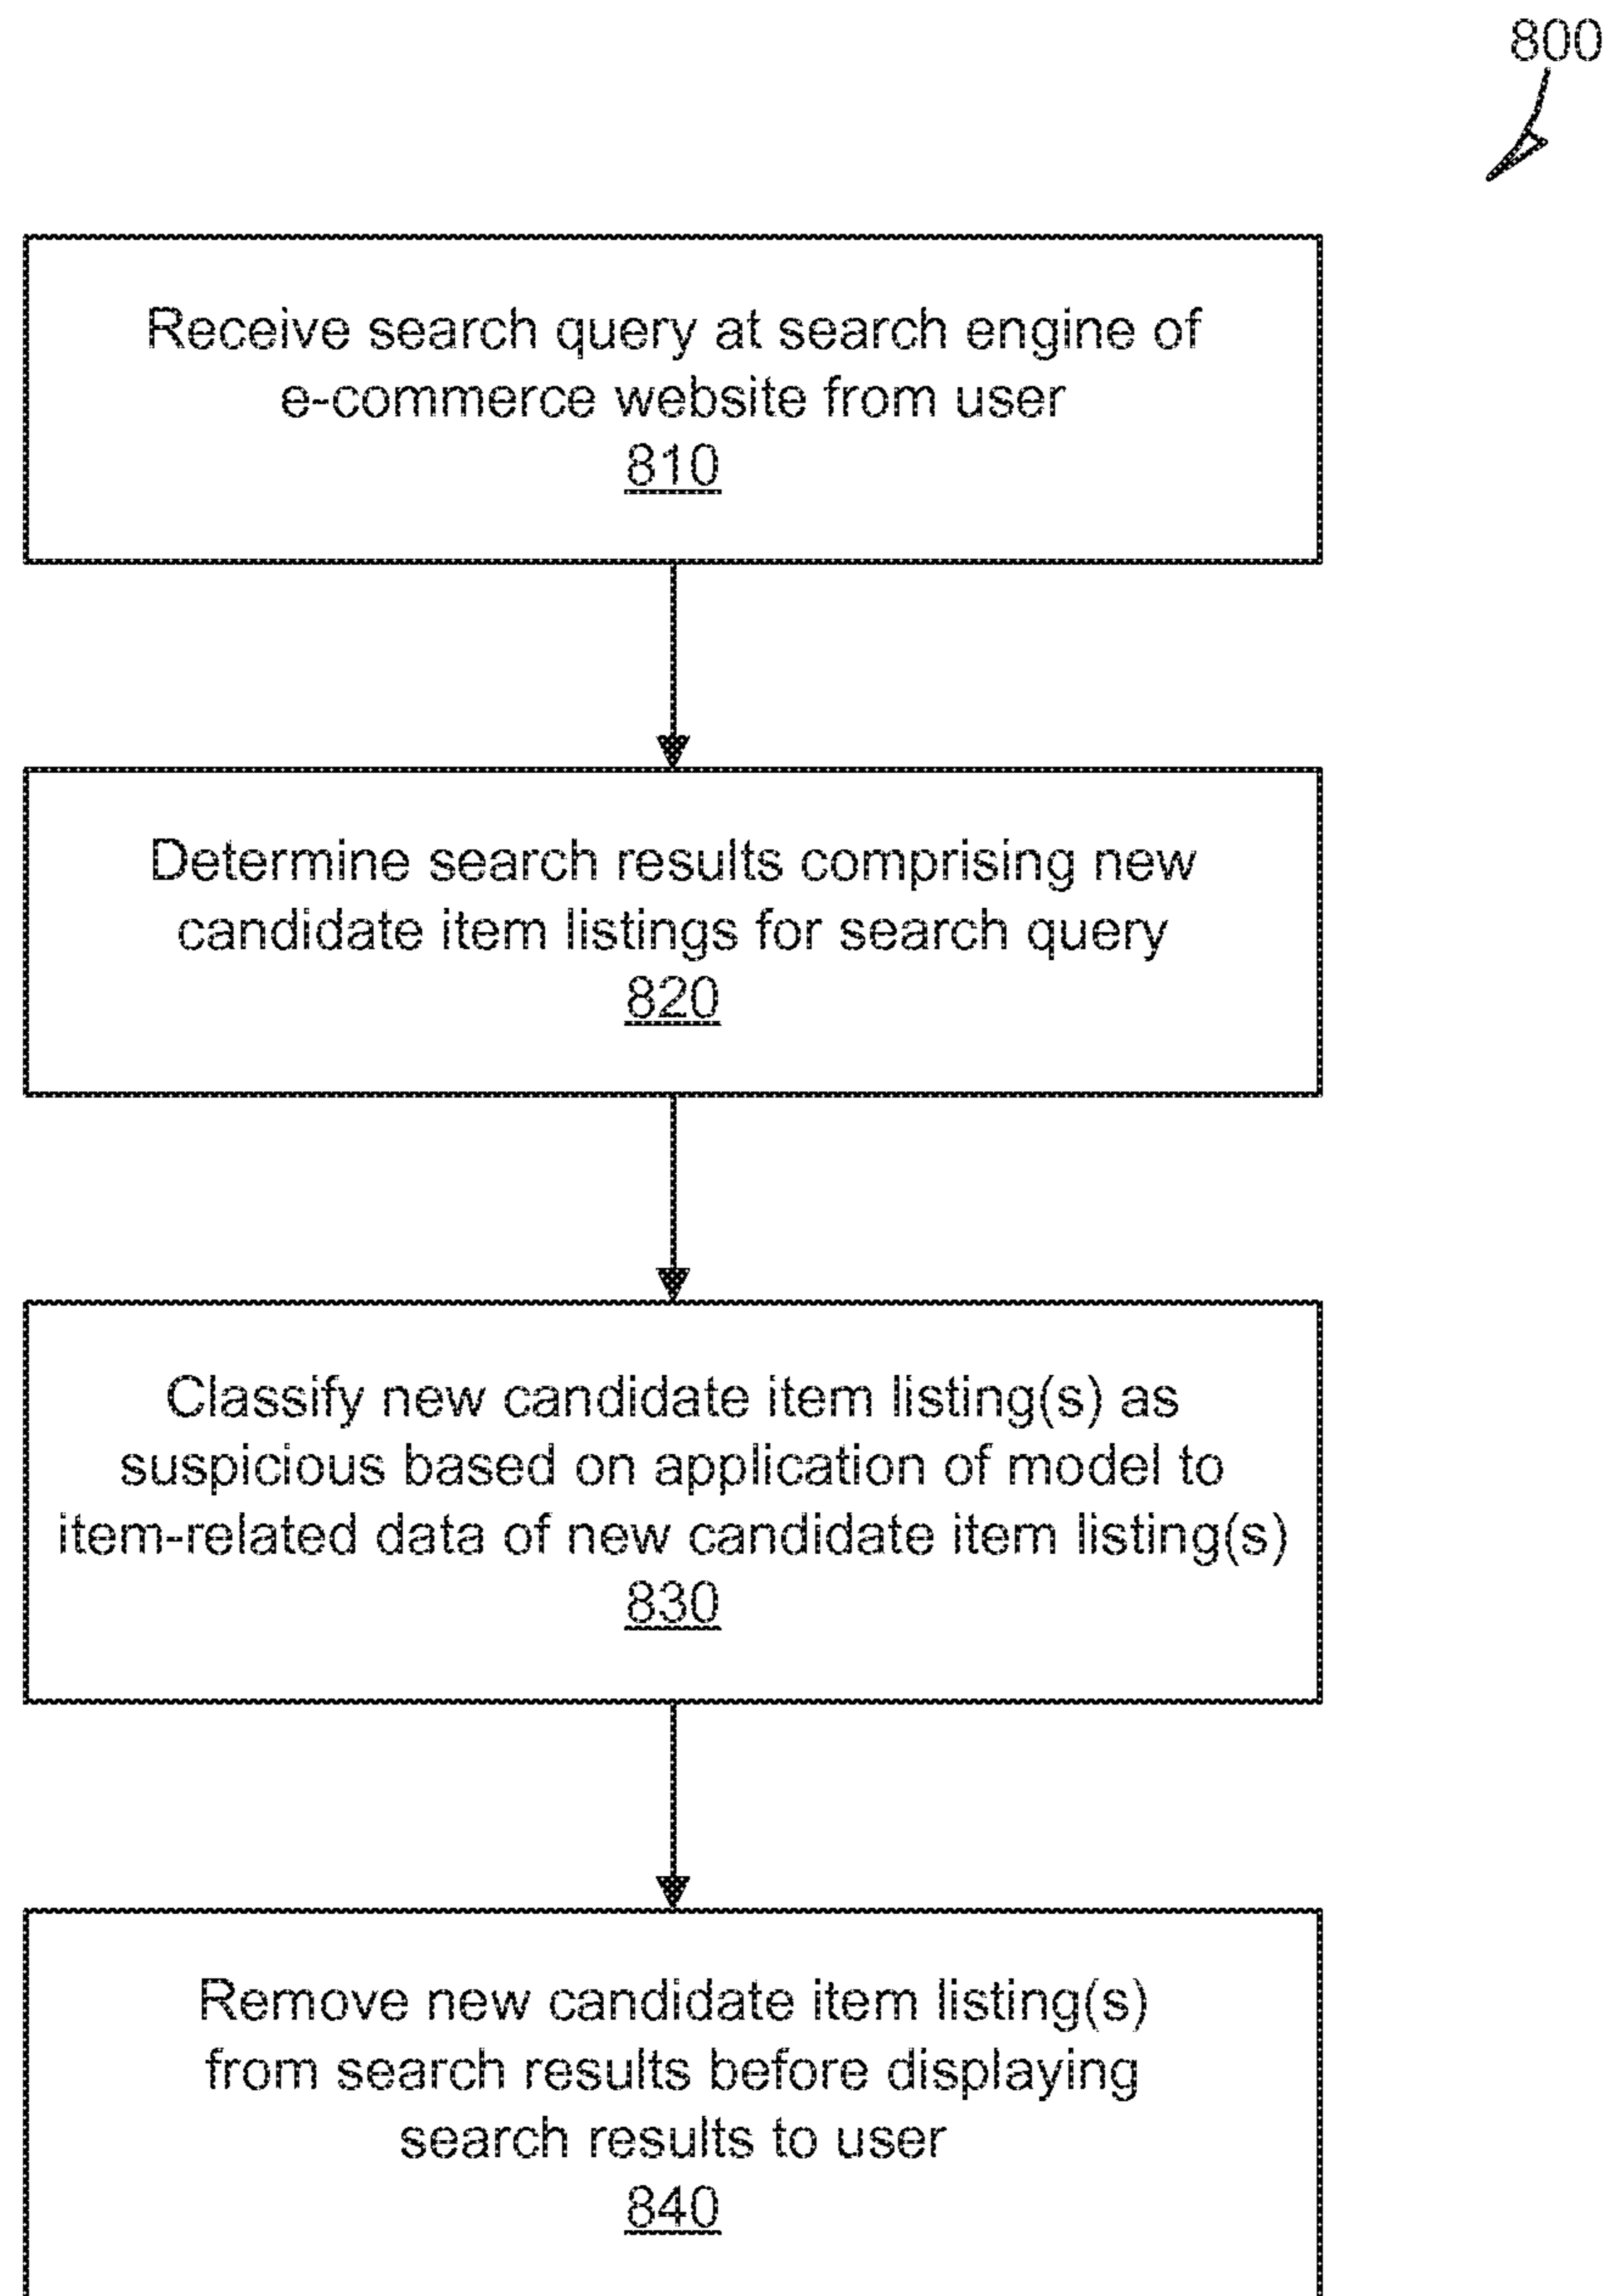 800
Receive search query at search engine of
e-commerce website from user
810
Determine search results comprising new
candidate item listings for search query
820
Classify new candidate item listing(s) as
suspicious based on application of model to
item-related data of new candidate item listing(s)
830
Remove new candidate item listing(s)
from search results before displaying
search results to user
840